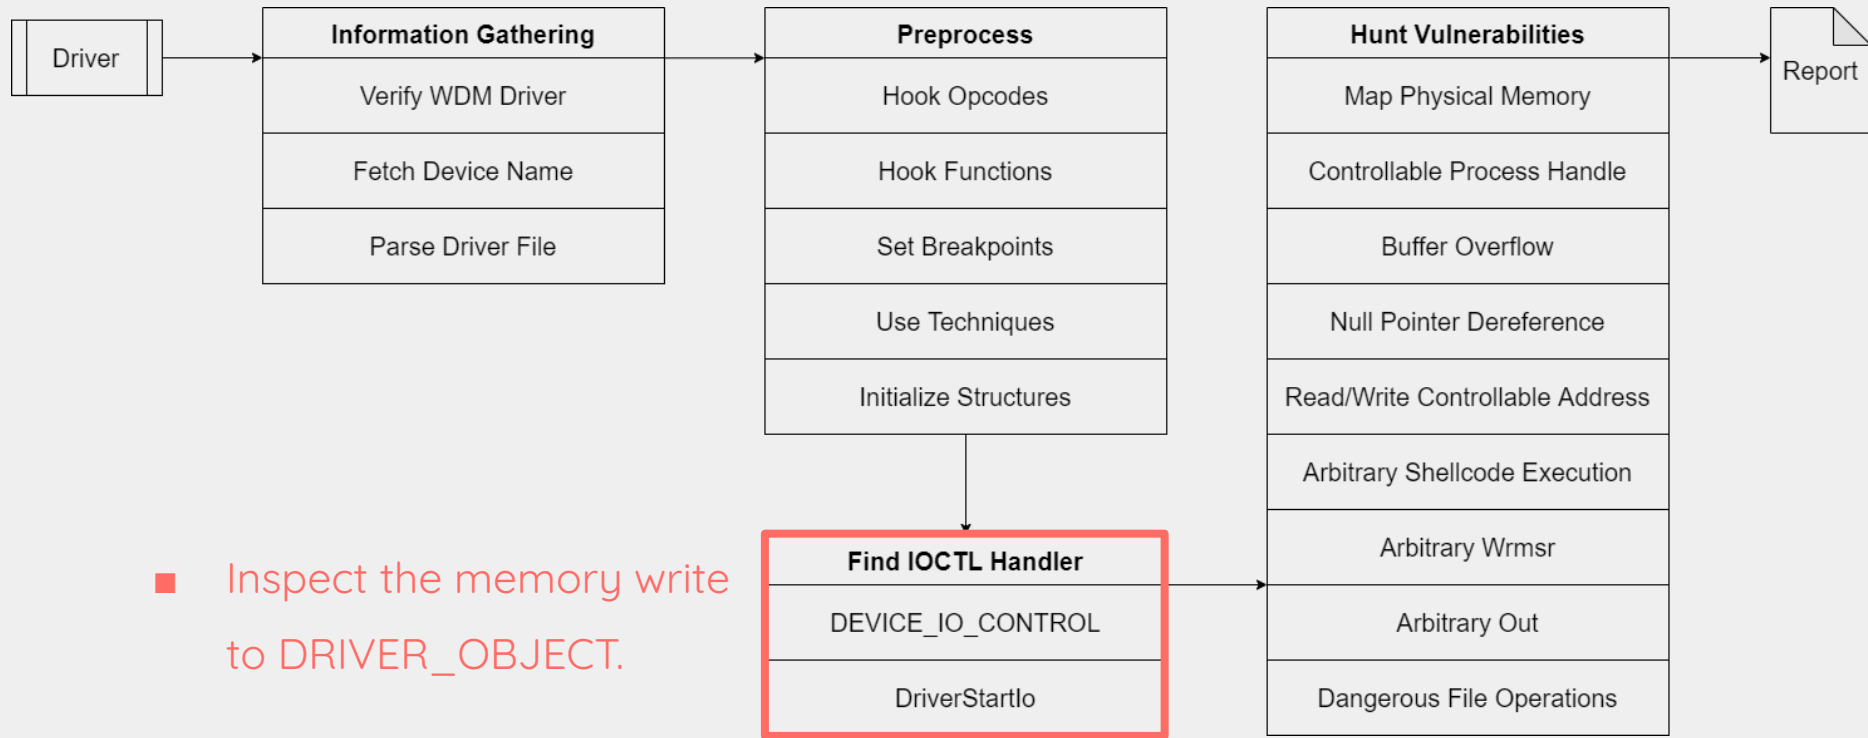 Driver
Information Gathering
Verify WDM Driver
Fetch Device Name
Parse Driver File
Preprocess
Hook Opcodes
Hook Functions
Set Breakpoints
Use Techniques
Initialize Structures
Find IOCTL Handler
DEVICE_IO_CONTROL
DriverStartIo
Hunt Vulnerabilities
Map Physical Memory
Controllable Process Handle
Buffer Overflow
Null Pointer Dereference
Read/Write Controllable Address
Arbitrary Shellcode Execution
Arbitrary Wrmsr
Arbitrary Out
Dangerous File Operations
Report
■ Inspect the memory write
to DRIVER_OBJECT.